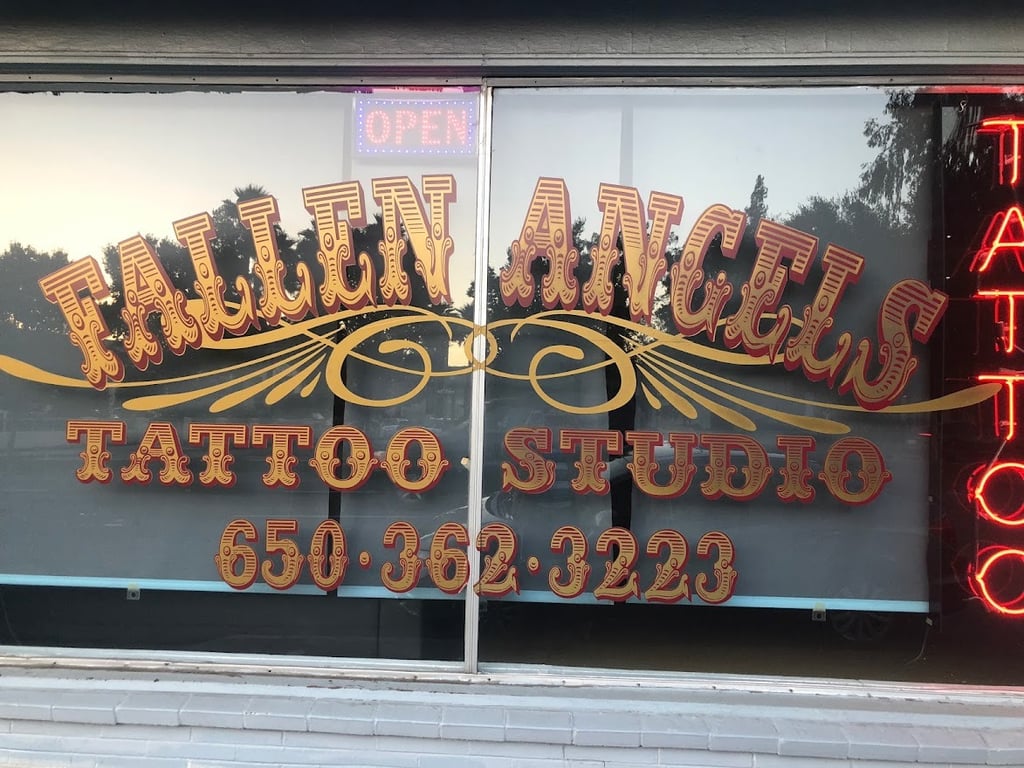 OPEN
FALLEN ANGELS
TATTOO STUDIO
650·362·3223
TATTOO